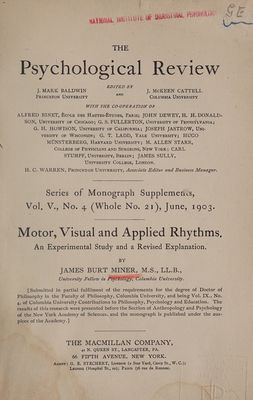 NATIONAL INSTITUTE OF INDUSTRIAL PSYCHOLOGY
GE
THE
Psychological Review
EDITED BY
J. MARK BALDWIN AND J. McKEEN CATTELL
PRINCETON UNIVERSITY COLUMBIA UNIVERSITY
WITH THE CO-OPERATION OF
ALFRED BINET, ÉCOLE DES HAUTES-ÉTUDES, PARIS; JOHN DEWEY, H. H. DONALD-
SON, UNIVERSITY OF CHICAGO; G. S. FULLERTON, UNIVERSITY OF PENNSYLVANIA;
G. H. HOWISON, UNIVERSITY OF CALIFORNIA; JOSEPH JASTROW, UNI-
VERSITY OF WISCONSIN; G. T. LADD, YALE UNIVERSITY; HUGO
MÜNSTERBERG, HARVARD UNIVERSITY; M. ALLEN STARR,
COLLEGE OF PHYSICIANS AND SURGEONS, NEW YORK; CARL
STUMPF, UNIVERSITY, BERLIN; JAMES SULLY,
UNIVERSITY COLLEGE, LONDON.
H. C. WARREN, PRINCETON UNIVERSITY, Associate Editor and Business Manager.
Series of Monograph Supplements,
Vol. V., No. 4 (Whole No. 21), June, 1903.
Motor, Visual and Applied Rhythms,
An Experimental Study and a Revised Explanation.
BY
JAMES BURT MINER, M.S., LL.B.,
University Fellow in Psychology, Columbia University.
[Submitted in partial fulfilment of the requirements for the degree of Doctor of
Philosophy in the Faculty of Philosophy, Columbia University, and being Vol. IX., No.
4, of Columbia University Contributions to Philosophy, Psychology and Education. The
results of this research were presented before the Section of Anthropology and Psychology
of the New York Academy of Sciences, and the monograph is published under the aus-
pices of the Academy.]
THE MACMILLAN COMPANY,
41 N. QUEEN ST., LANCASTER, PA.
66 FIFTH AVENUE, NEW YORK.
AGENT: G. E. STECHERT, LONDON (2 Star Yard, Carey St., W. C.);
Leipzig (Hospital St., 10); PARIS (76 rue de Rennes).